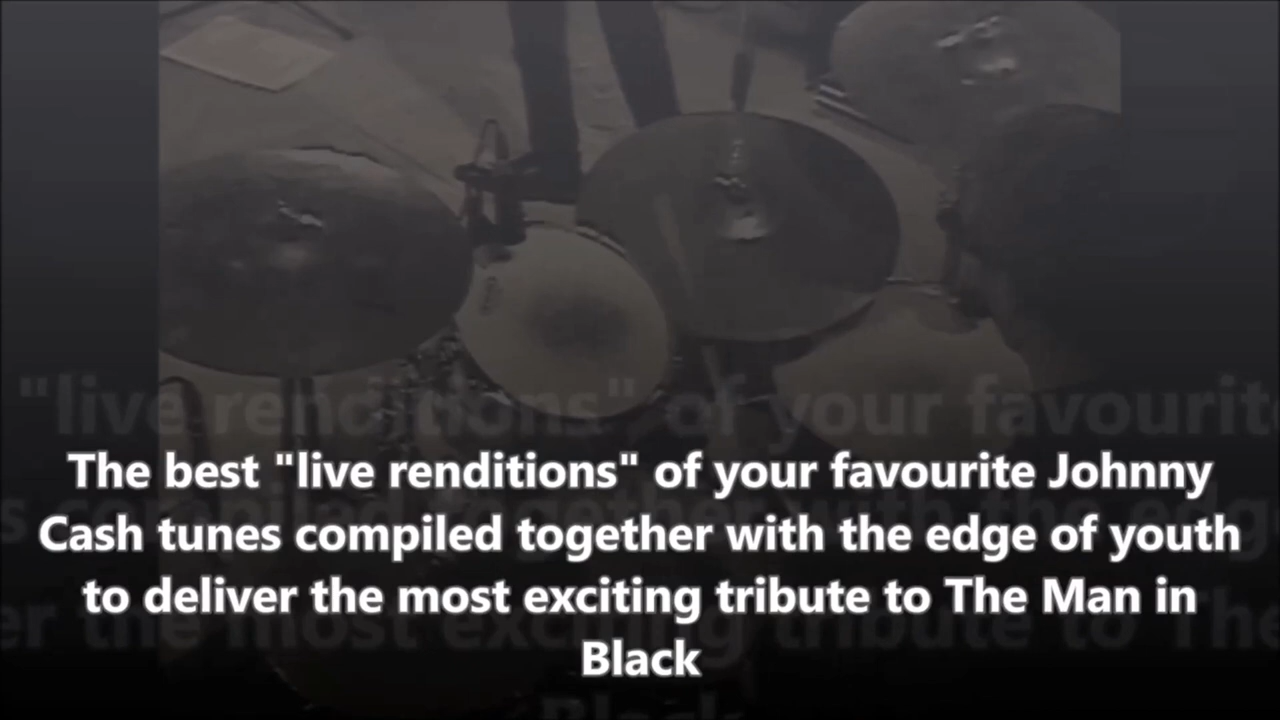 The best "live renditions" of your favourite Johnny
Cash tunes compiled together with the edge of youth
to deliver the most exciting tribute to The Man in
Black